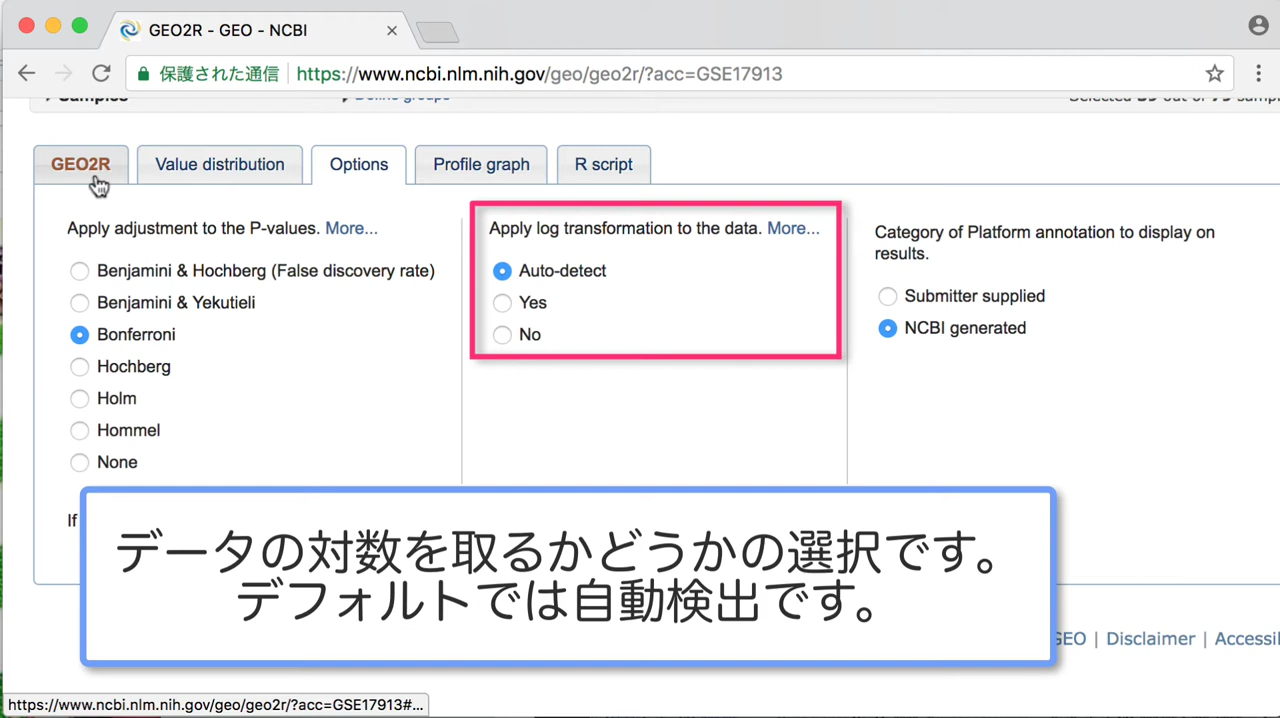 GEO2R - GEO - NCBI
保護された通信 https://www.ncbi.nlm.nih.gov/geo/geo2r/?acc=GSE17913
Samples Define groups
GEO2R Value distribution Options Profile graph R script
Apply adjustment to the P-values. More...
Benjamini & Hochberg (False discovery rate)
Benjamini & Yekutieli
Bonferroni
Hochberg
Holm
Hommel
None
If
Apply log transformation to the data. More...
Auto-detect
Yes
No
Category of Platform annotation to display on
results.
Submitter supplied
NCBI generated
データの対数を取るかどうかの選択です。
デフォルトでは自動検出です。
GEO | Disclaimer | Accessil
https://www.ncbi.nlm.nih.gov/geo/geo2r/?acc=GSE17913#...